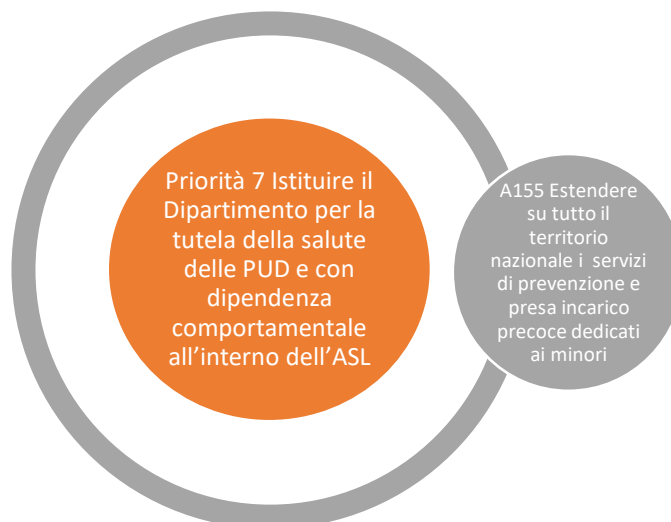 Priorità 7 Istituire il
Dipartimento per la
tutela della salute
delle PUD e con
dipendenza
comportamentale
all’interno dell’ASL
A155 Estendere
su tutto il
territorio
nazionale i servizi
di prevenzione e
presa incarico
precoce dedicati
ai minori